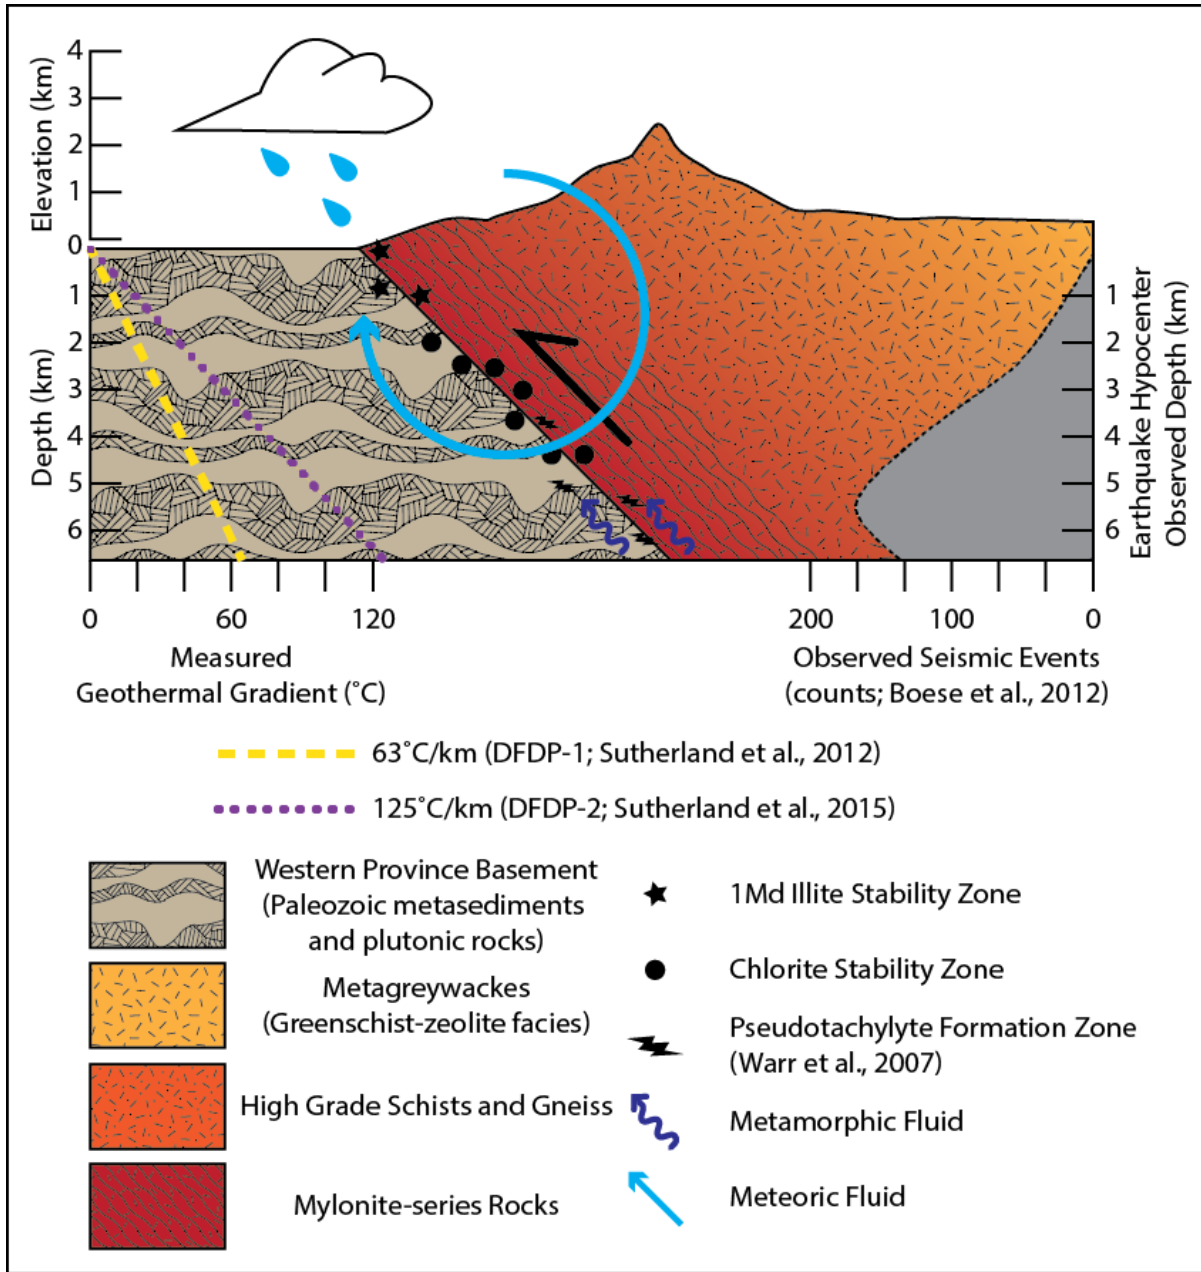 Elevation (km)
4
3
2
1
0
Depth (km)
1
2
3
4
5
6
1
2
3
4
5
6
Earthquake Hypocenter
Observed Depth (km)
0
60
120
Measured
Geothermal Gradient (˚C)
200
100
0
Observed Seismic Events
(counts; Boese et al., 2012)
63˚C/km (DFDP-1; Sutherland et al., 2012)
125˚C/km (DFDP-2; Sutherland et al., 2015)
Western Province Basement
(Paleozoic metasediments
and plutonic rocks)
Metagreywackes
(Greenschist-zeolite facies)
High Grade Schists and Gneiss
Mylonite-series Rocks
1Md Illite Stability Zone
Chlorite Stability Zone
Pseudotachylyte Formation Zone
(Warr et al., 2007)
Metamorphic Fluid
Meteoric Fluid